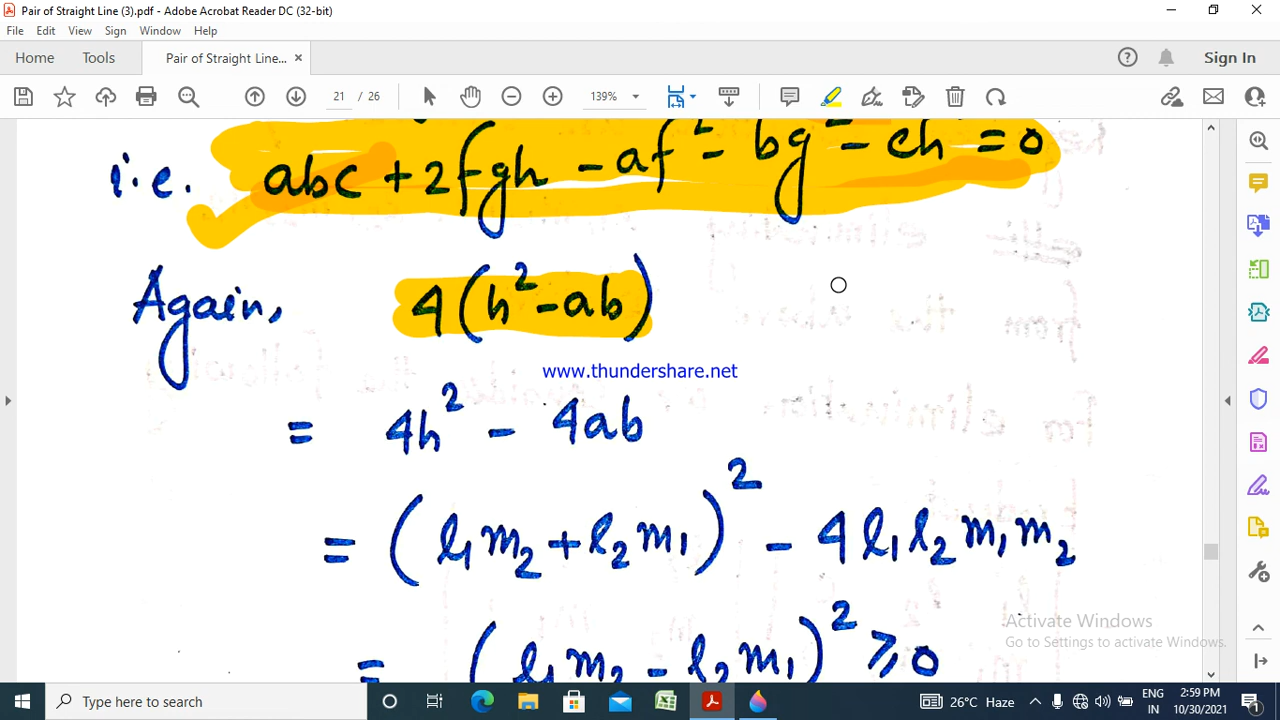 Pair of Straight Line (3).pdf - Adobe Acrobat Reader DC (32-bit)
File Edit View Sign Window Help
Home Tools Pair of Straight Line... × Sign In
21 / 26 139%
i.e. abc + 2fgh - af² - bg² - ch = 0
Again, 4(h² - ab)
www.thundershare.net
= 4h² - 4ab
= (l₁m₂ + l₂m₁)² - 4l₁l₂m₁m₂
= (l₁m₂ - l₂m₁)² ≥ 0
Activate Windows
Go to Settings to activate Windows.
Type here to search
26°C Haze
ENG
IN
2:59 PM
10/30/2021
1